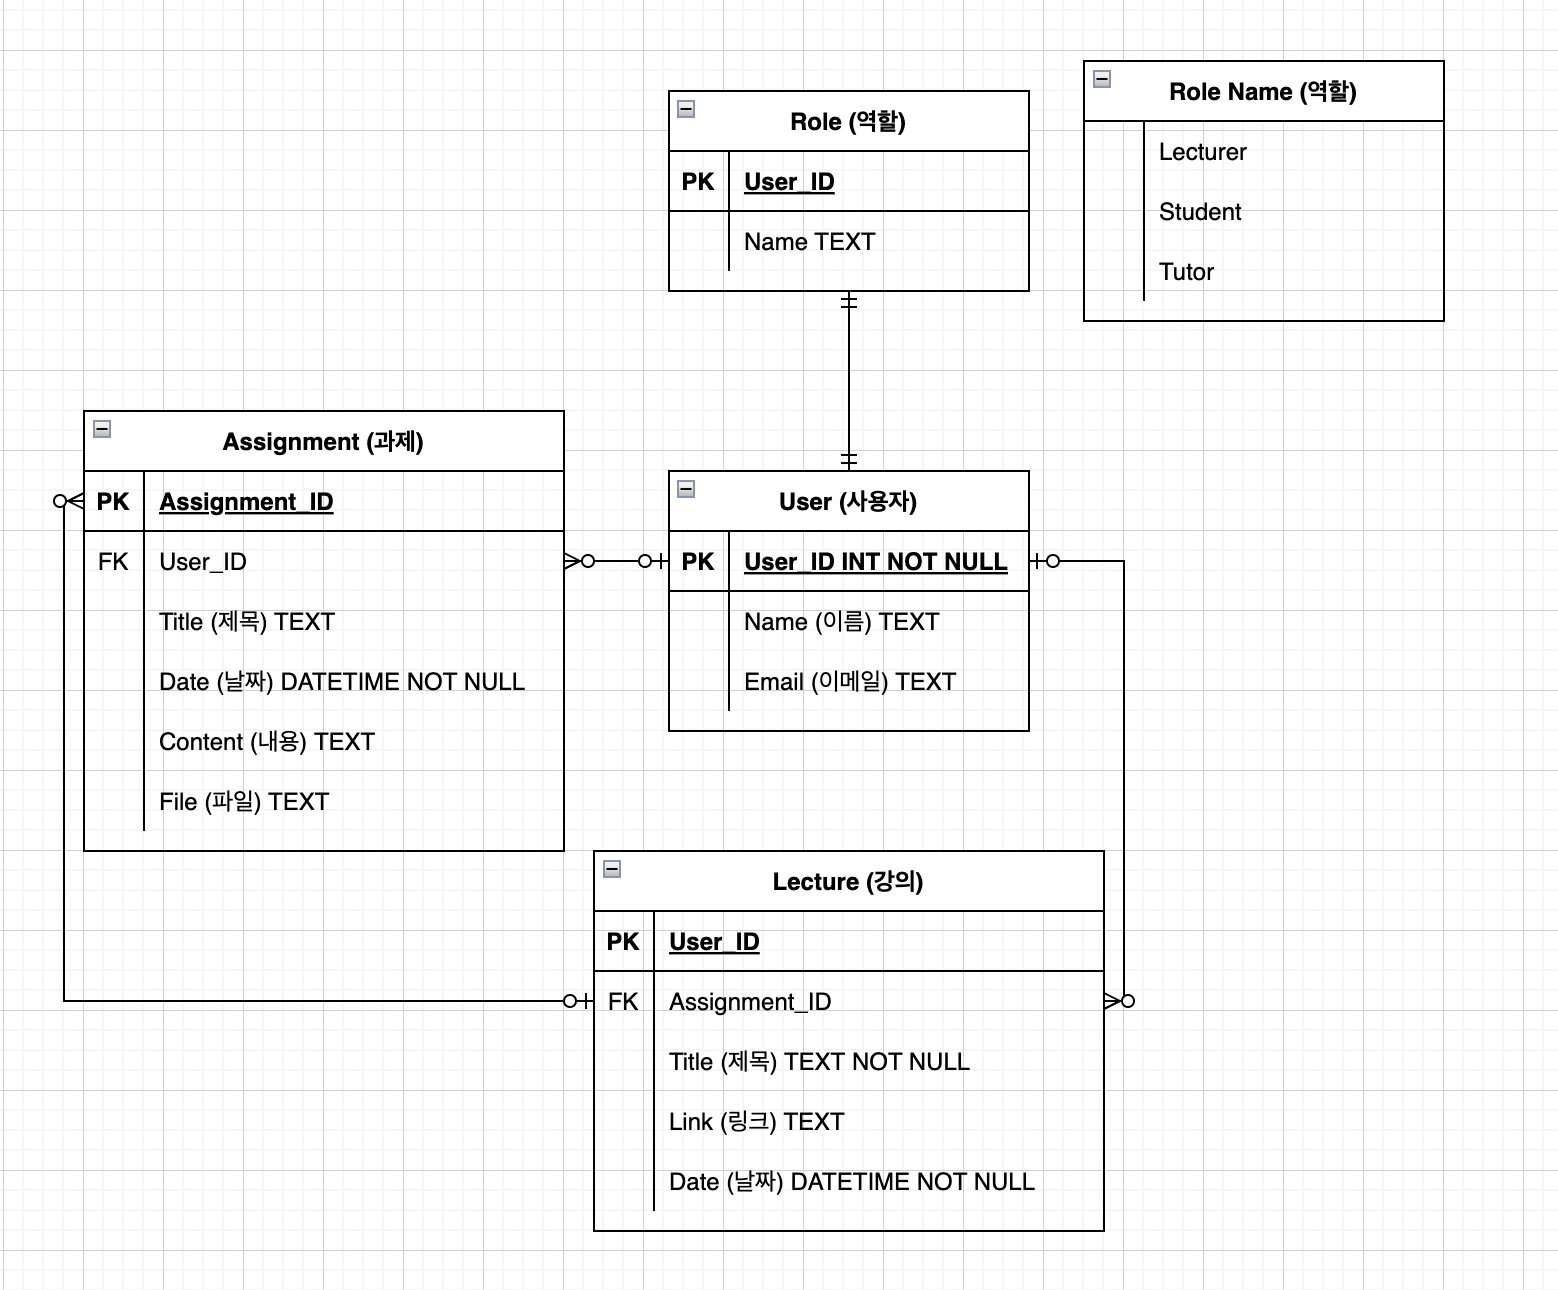 Role Name (역할)
Lecturer
Student
Tutor
Role (역할)
PK User_ID
Name TEXT
Assignment (과제)
PK Assignment_ID
FK User_ID
Title (제목) TEXT
Date (날짜) DATETIME NOT NULL
Content (내용) TEXT
File (파일) TEXT
User (사용자)
PK User_ID INT NOT NULL
Name (이름) TEXT
Email (이메일) TEXT
Lecture (강의)
PK User_ID
FK Assignment_ID
Title (제목) TEXT NOT NULL
Link (링크) TEXT
Date (날짜) DATETIME NOT NULL